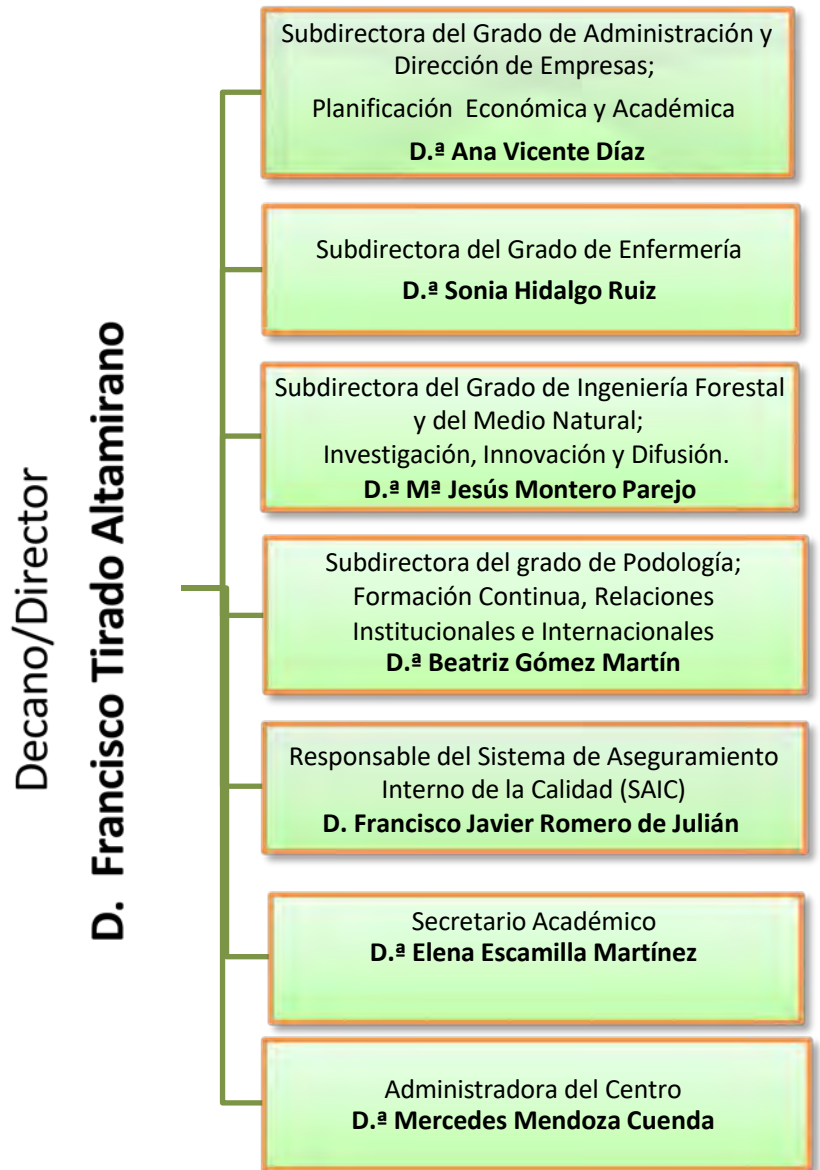 Decano/Director
D. Francisco Tirado Altamirano
Subdirectora del Grado de Administración y
Dirección de Empresas;
Planificación Económica y Académica
D.ª Ana Vicente Díaz
Subdirectora del Grado de Enfermería
D.ª Sonia Hidalgo Ruiz
Subdirectora del Grado de Ingeniería Forestal
y del Medio Natural;
Investigación, Innovación y Difusión.
D.ª Mª Jesús Montero Parejo
Subdirectora del grado de Podología;
Formación Continua, Relaciones
Institucionales e Internacionales
D.ª Beatriz Gómez Martín
Responsable del Sistema de Aseguramiento
Interno de la Calidad (SAIC)
D. Francisco Javier Romero de Julián
Secretario Académico
D.ª Elena Escamilla Martínez
Administradora del Centro
D.ª Mercedes Mendoza Cuenda